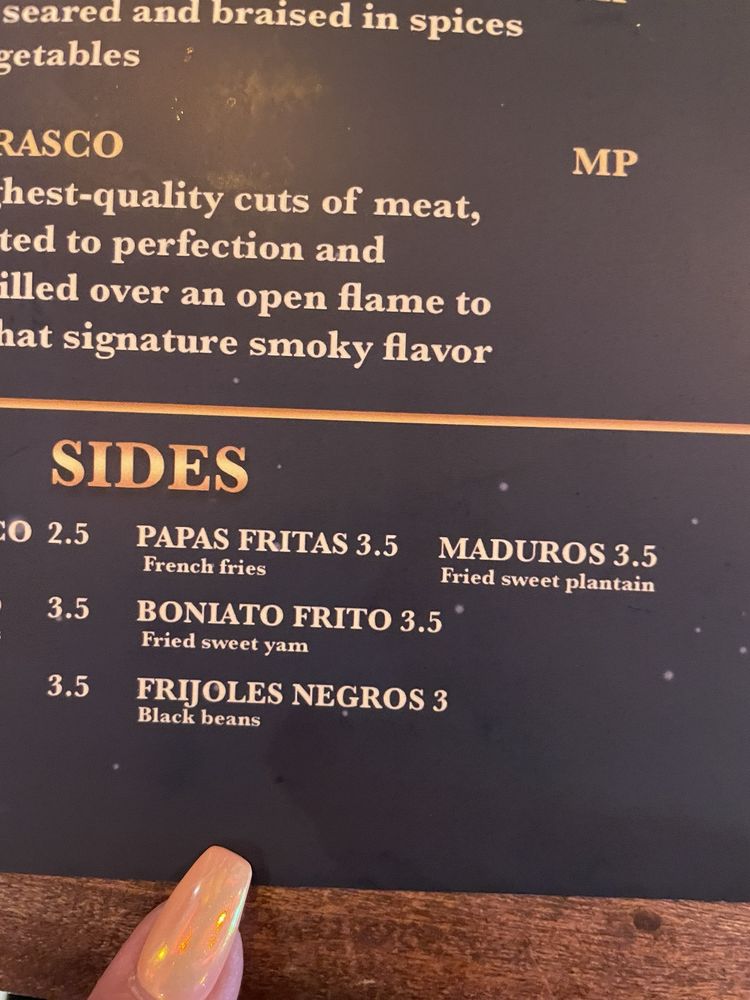 seared and braised in spices
MP
hest-quality cuts of meat,
ted to perfection and
illed over an open flame to
hat signature smoky flavor
SIDES
2.5 PAPAS FRITAS 3.5 MADUROS 3.5
French fries Fried sweet plantain
3.5 BONIATO FRITO 3.5
Fried sweet yam
3.5 FRIJOLES NEGROS 3
Black beans